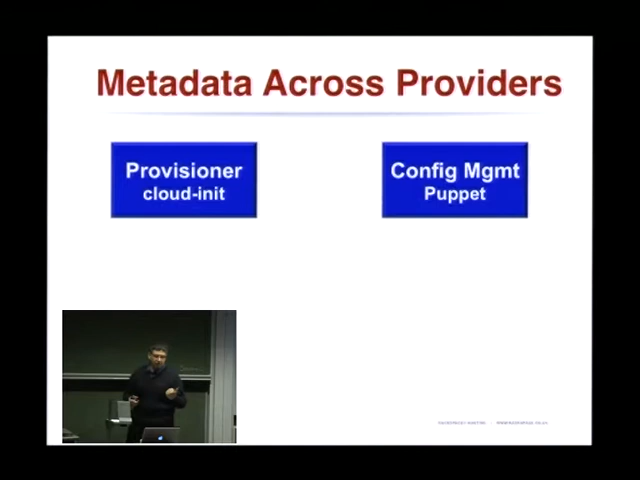 Metadata Across Providers
Provisioner
cloud-init
Config Mgmt
Puppet